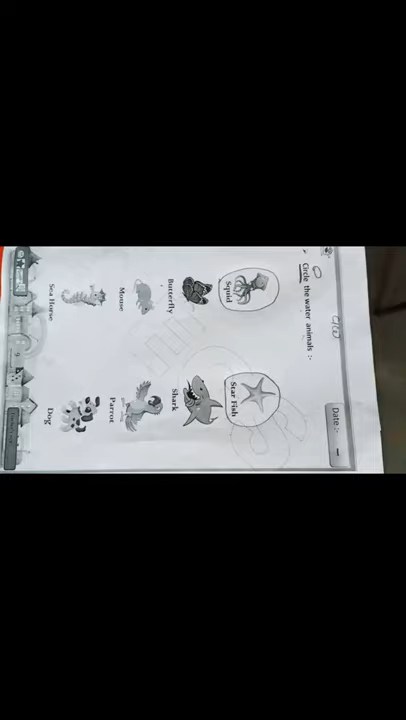 C/W
Date :-
Circle the water animals :-
Squid
Star Fish
Butterfly
Shark
Mouse
Parrot
Sea Horse
Dog